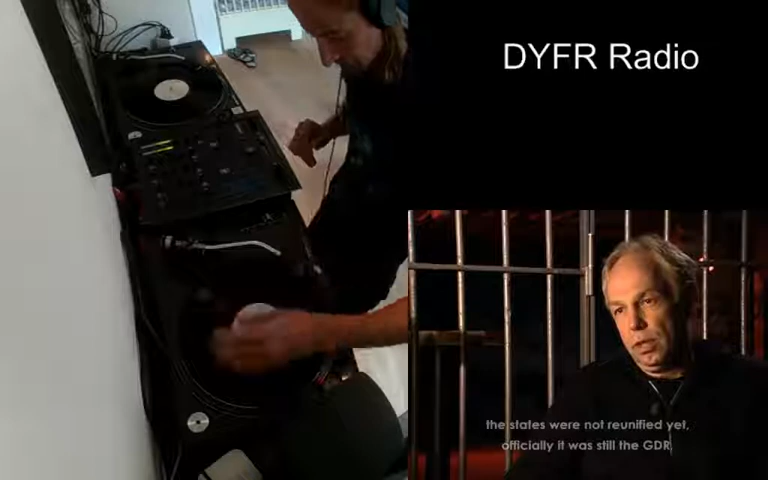 DYFR Radio
the states were not reunified yet,
officially it was still the GDR,